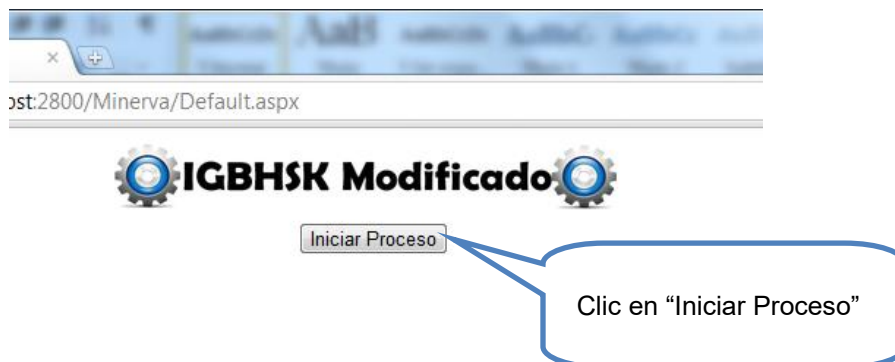 ost:2800/Minerva/Default.aspx
IGBHSK Modificado
Iniciar Proceso
Clic en “Iniciar Proceso”